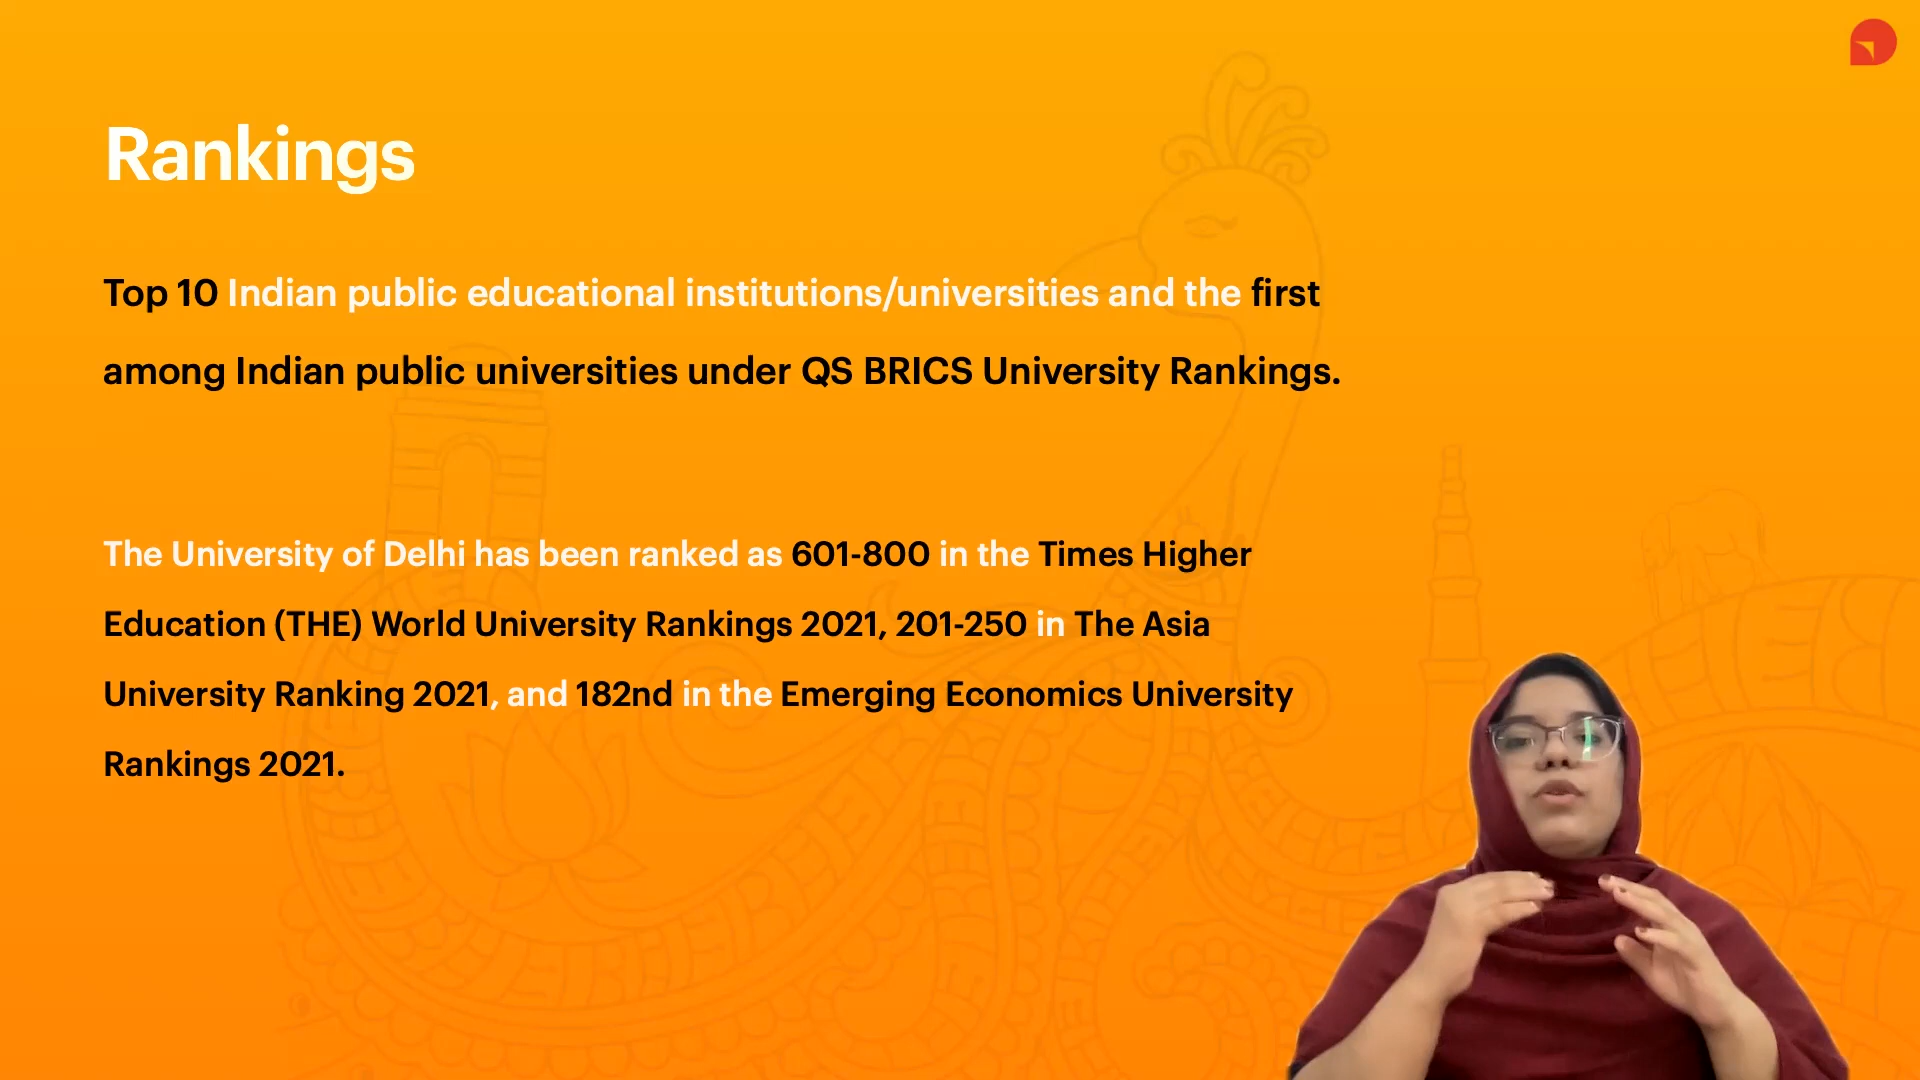 Rankings
Top 10 Indian public educational institutions/universities and the first
among Indian public universities under QS BRICS University Rankings.
The University of Delhi has been ranked as 601-800 in the Times Higher
Education (THE) World University Rankings 2021, 201-250 in The Asia
University Ranking 2021, and 182nd in the Emerging Economics University
Rankings 2021.